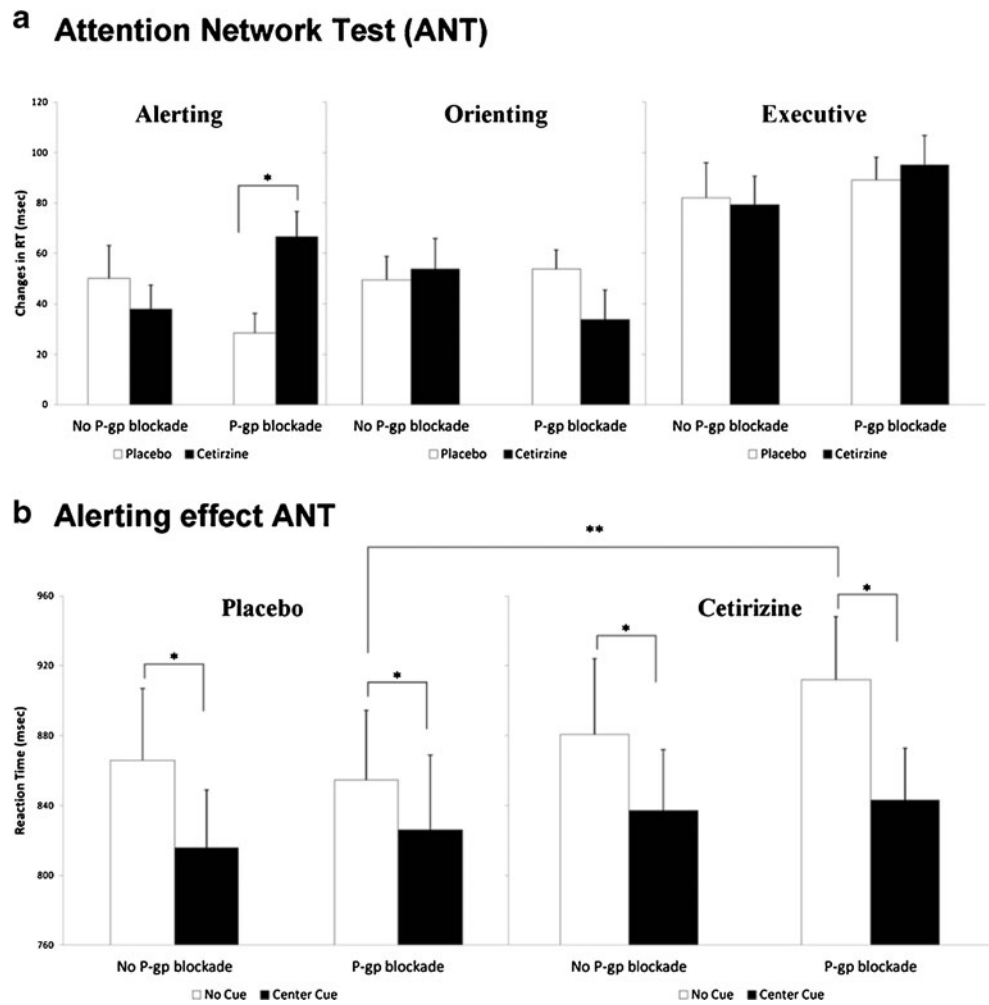 a Attention Network Test (ANT)
Alerting Orienting Executive
Changes in RT (msec)
120
100
80
60
40
20
0
*
No P-gp blockade P-gp blockade No P-gp blockade P-gp blockade No P-gp blockade P-gp blockade
Placebo Cetirzine Placebo Cetirzine Placebo Cetirzine
b Alerting effect ANT
**
Placebo Cetirizine
Reaction Time (msec)
960
920
880
840
800
760
* * * *
No P-gp blockade P-gp blockade No P-gp blockade P-gp blockade
No Cue Center Cue No Cue Center Cue